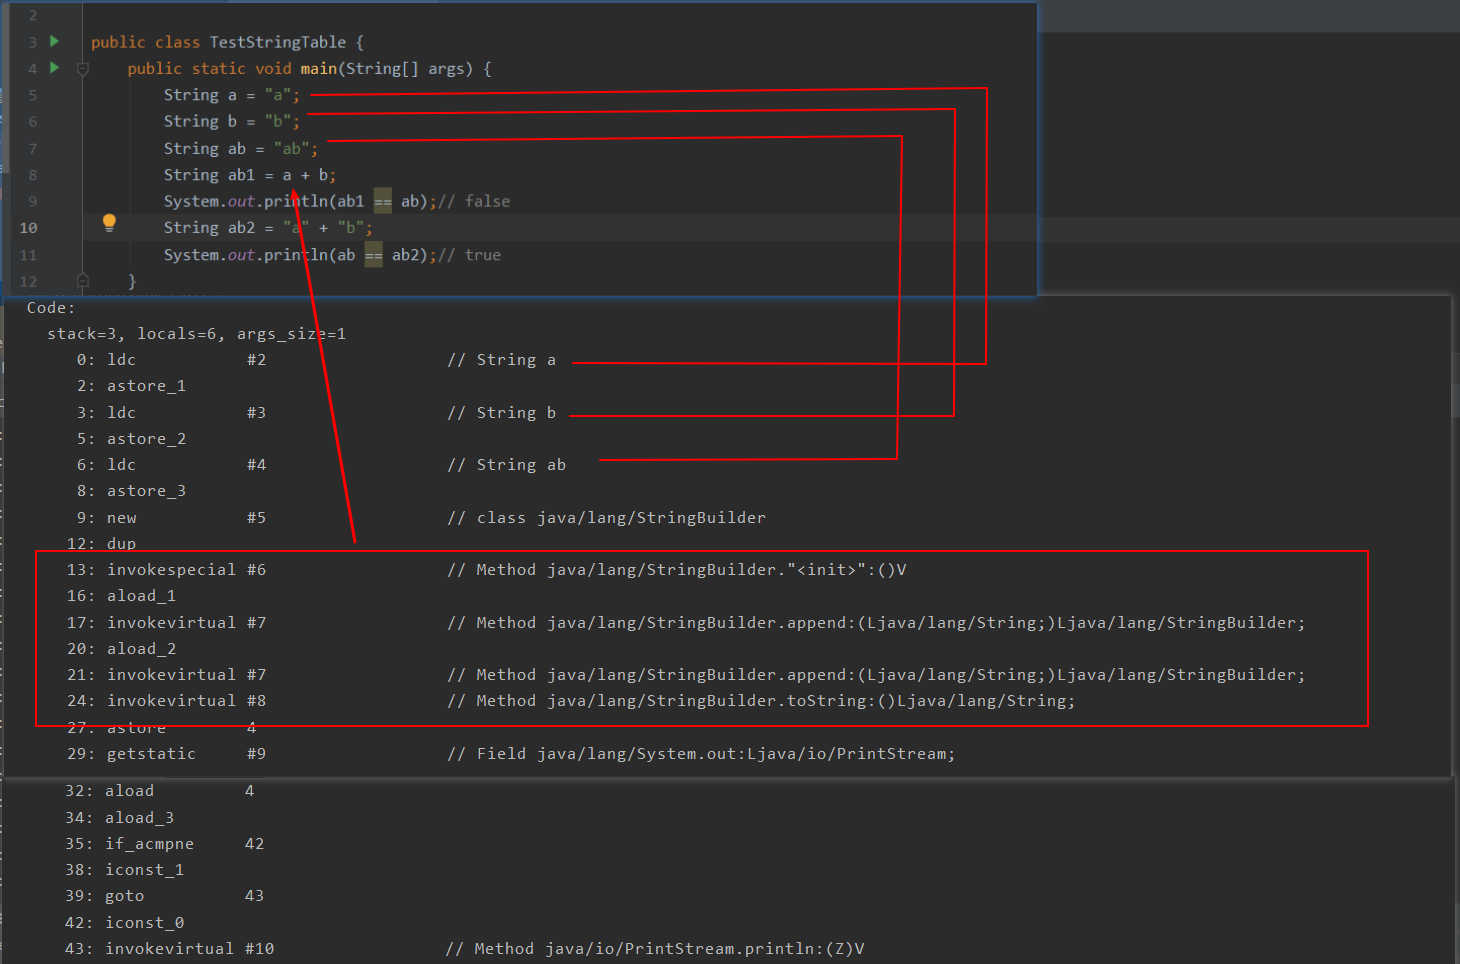 2
3 public class TestStringTable {
4 public static void main(String[] args) {
5 String a = "a";
6 String b = "b";
7 String ab = "ab";
8 String ab1 = a + b;
9 System.out.println(ab1 == ab);// false
10 String ab2 = "a" + "b";
11 System.out.println(ab == ab2);// true
12 }
Code:
stack=3, locals=6, args_size=1
0: ldc #2 // String a
2: astore_1
3: ldc #3 // String b
5: astore_2
6: ldc #4 // String ab
8: astore_3
9: new #5 // class java/lang/StringBuilder
12: dup
13: invokespecial #6 // Method java/lang/StringBuilder."<init>":()V
16: aload_1
17: invokevirtual #7 // Method java/lang/StringBuilder.append:(Ljava/lang/String;)Ljava/lang/StringBuilder;
20: aload_2
21: invokevirtual #7 // Method java/lang/StringBuilder.append:(Ljava/lang/String;)Ljava/lang/StringBuilder;
24: invokevirtual #8 // Method java/lang/StringBuilder.toString:()Ljava/lang/String;
27: astore 4
29: getstatic #9 // Field java/lang/System.out:Ljava/io/PrintStream;
32: aload 4
34: aload_3
35: if_acmpne 42
38: iconst_1
39: goto 43
42: iconst_0
43: invokevirtual #10 // Method java/io/PrintStream.println:(Z)V